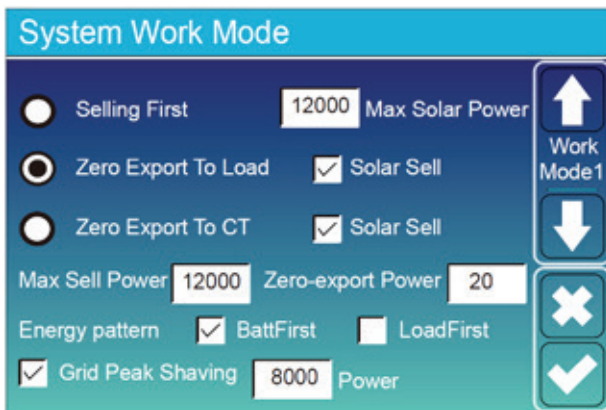 System Work Mode
Selling First 12000 Max Solar Power
Zero Export To Load Solar Sell
Work
Mode1
Zero Export To CT Solar Sell
Max Sell Power 12000 Zero-export Power 20
Energy pattern BattFirst LoadFirst
Grid Peak Shaving 8000 Power